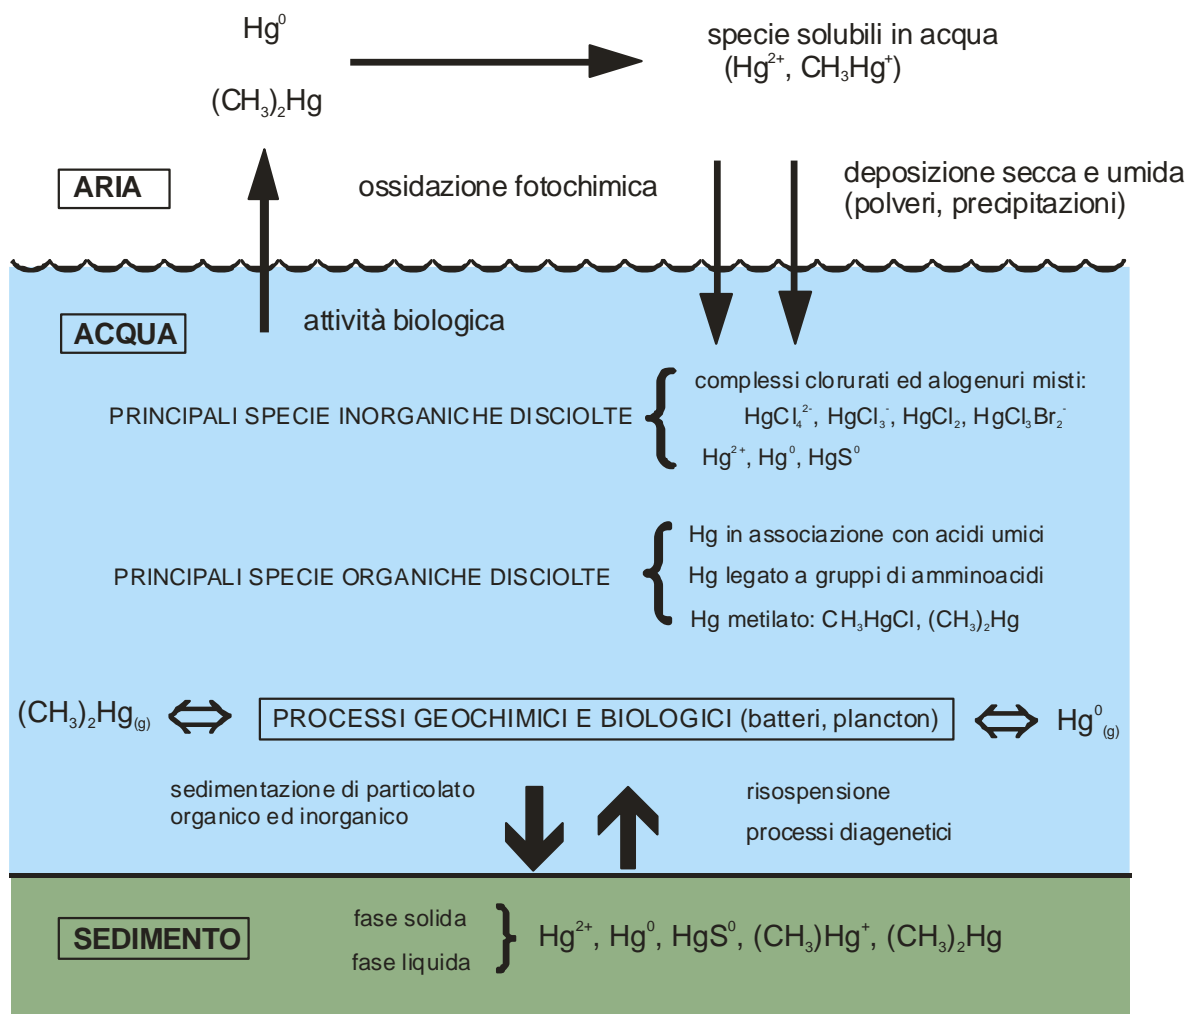 Hg⁰
(CH₃)₂Hg
specie solubili in acqua
(Hg²⁺, CH₃Hg⁺)
ARIA
ossidazione fotochimica
deposizione secca e umida
(polveri, precipitazioni)
ACQUA
attività biologica
PRINCIPALI SPECIE INORGANICHE DISCIOLTE
complessi clorurati ed alogenuri misti:
HgCl₄²⁻, HgCl₃⁻, HgCl₂, HgCl₃Br₂⁻
Hg²⁺, Hg⁰, HgS⁰
PRINCIPALI SPECIE ORGANICHE DISCIOLTE
Hg in associazione con acidi umici
Hg legato a gruppi di amminoacidi
Hg metilato: CH₃HgCl, (CH₃)₂Hg
(CH₃)₂Hg(g)
PROCESSI GEOCHIMICI E BIOLOGICI (batteri, plancton)
Hg⁰(g)
sedimentazione di particolato
organico ed inorganico
risospensione
processi diagenetici
SEDIMENTO
fase solida
fase liquida
Hg²⁺, Hg⁰, HgS⁰, (CH₃)Hg⁺, (CH₃)₂Hg